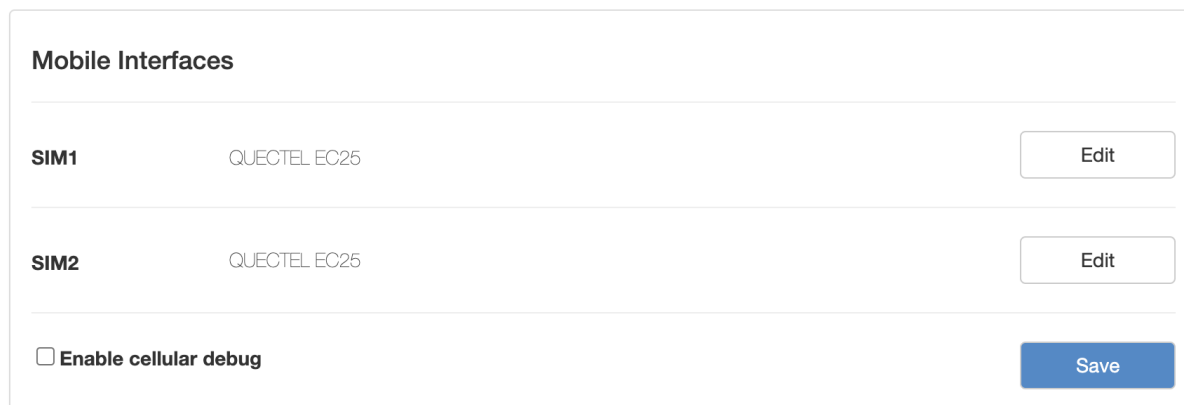 Mobile Interfaces
SIM1 QUECTEL EC25 Edit
SIM2 QUECTEL EC25 Edit
Enable cellular debug Save